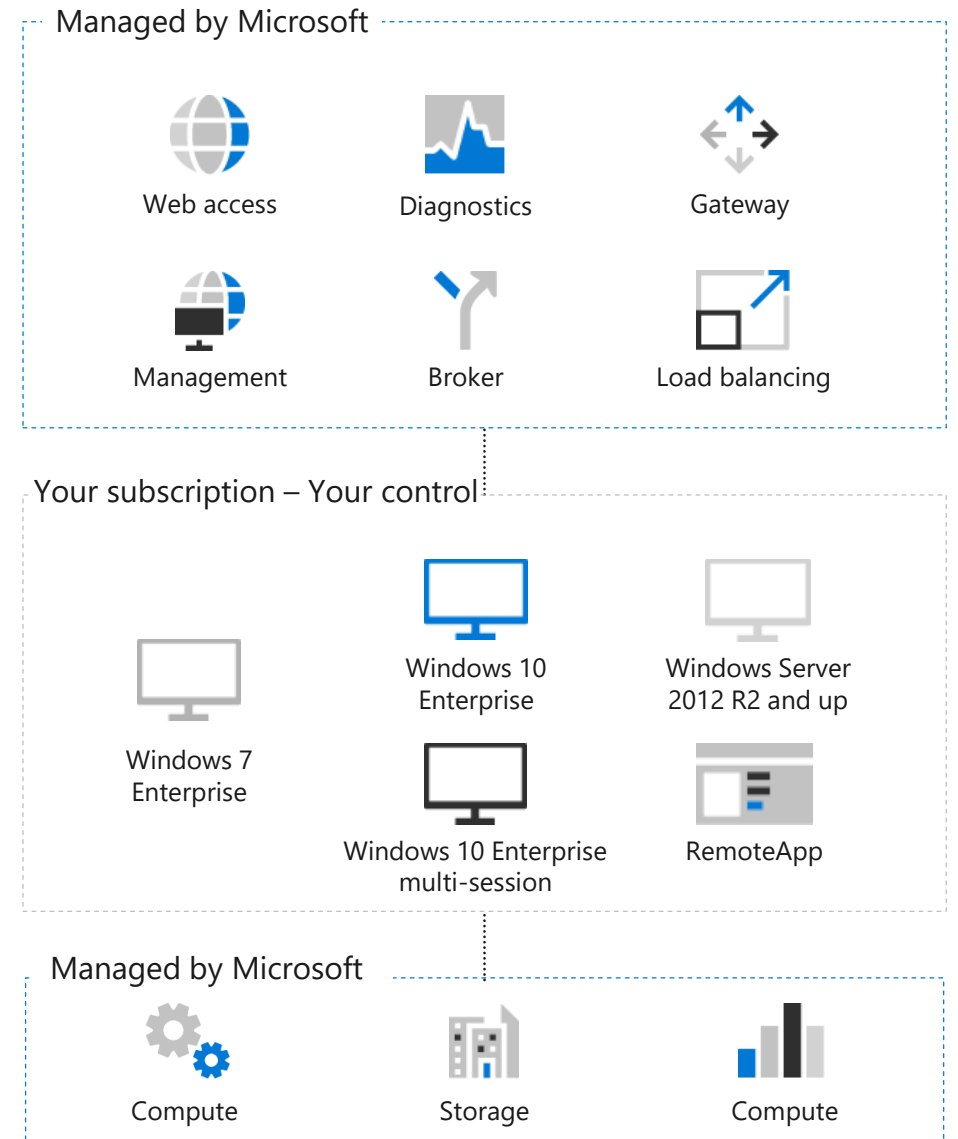 Managed by Microsoft
Web access
Diagnostics
Gateway
Management
Broker
Load balancing
Your subscription – Your control
Windows 10
Enterprise
Windows Server
2012 R2 and up
Windows 7
Enterprise
Windows 10 Enterprise
multi-session
RemoteApp
Managed by Microsoft
Compute
Storage
Compute